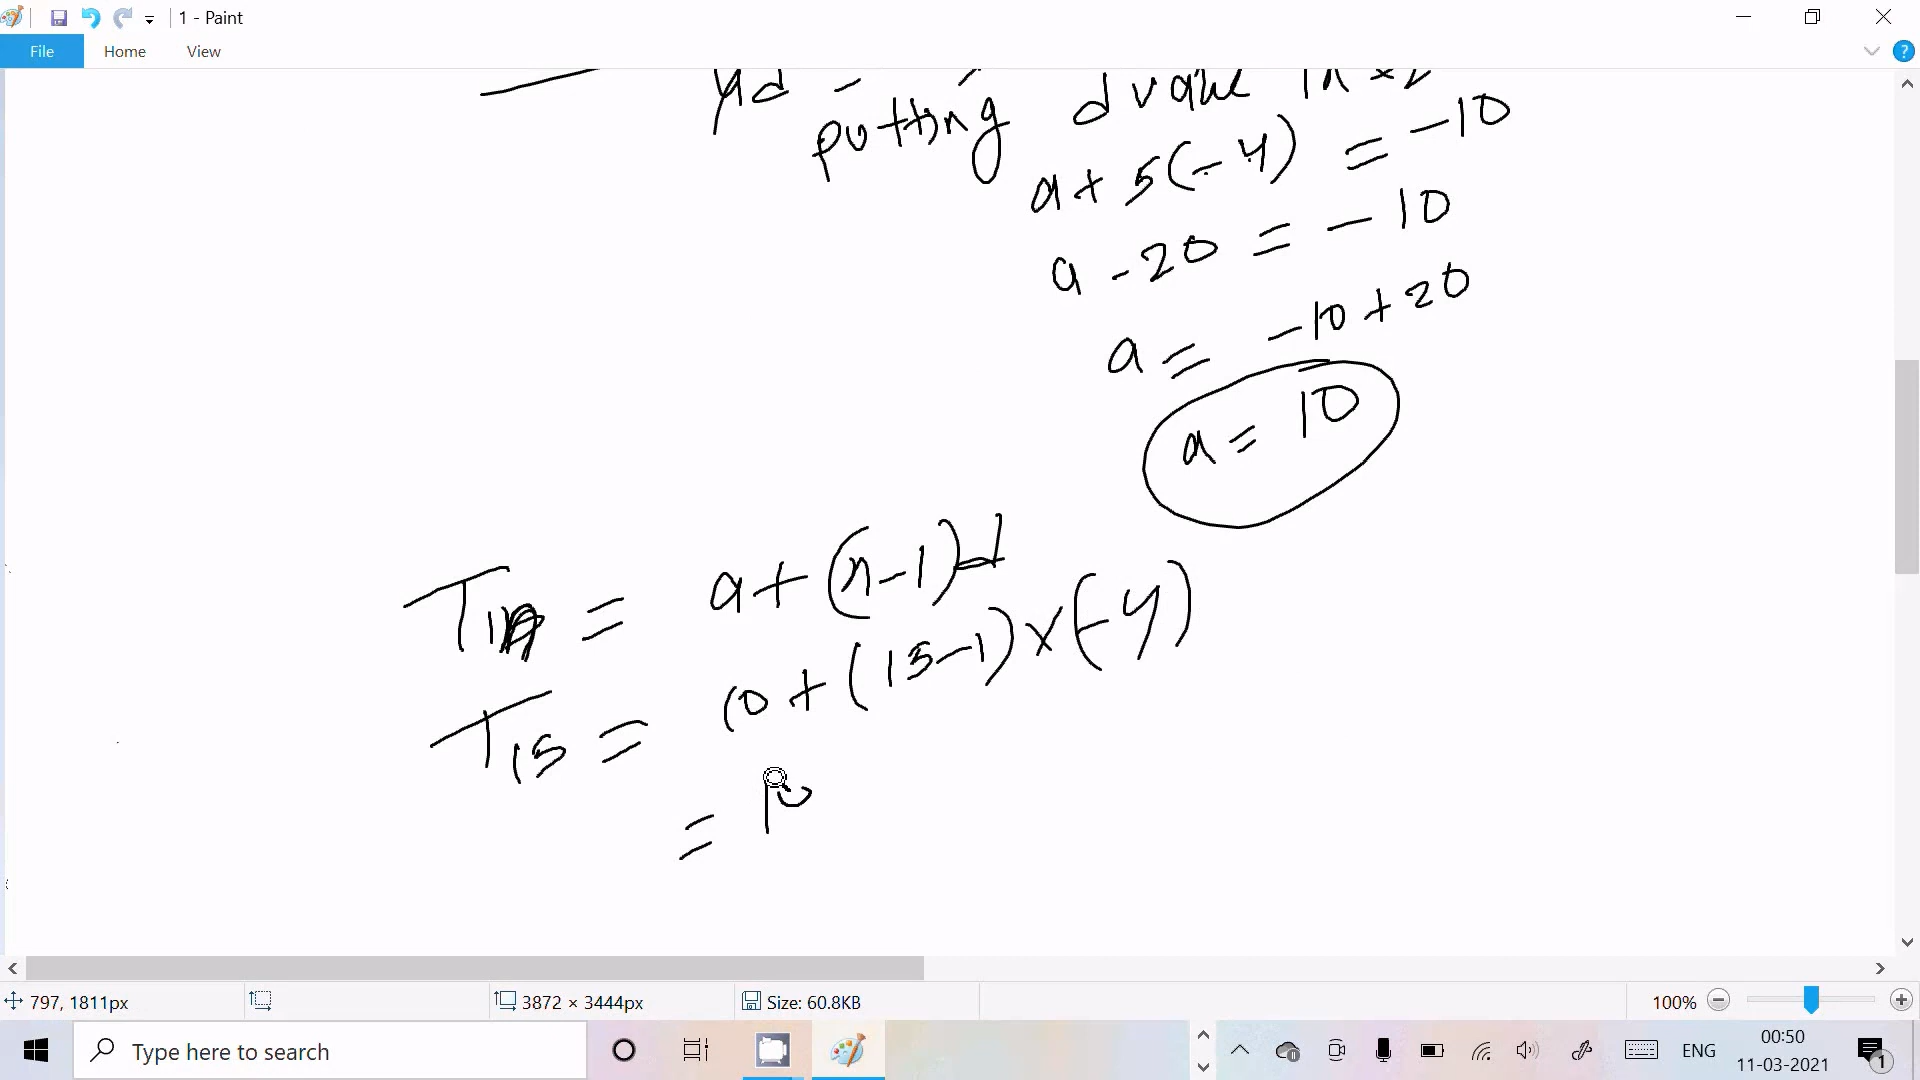 1 - Paint
File Home View
putting d value in
a + 5(-4) = -10
a - 20 = -10
a = -10 + 20
a = 10
T = a + (n-1)d
T15 = 10 + (15-1) x (-4)
= 10
797, 1811px
3872 × 3444px
Size: 60.8KB
100%
Type here to search
ENG
00:50
11-03-2021
1